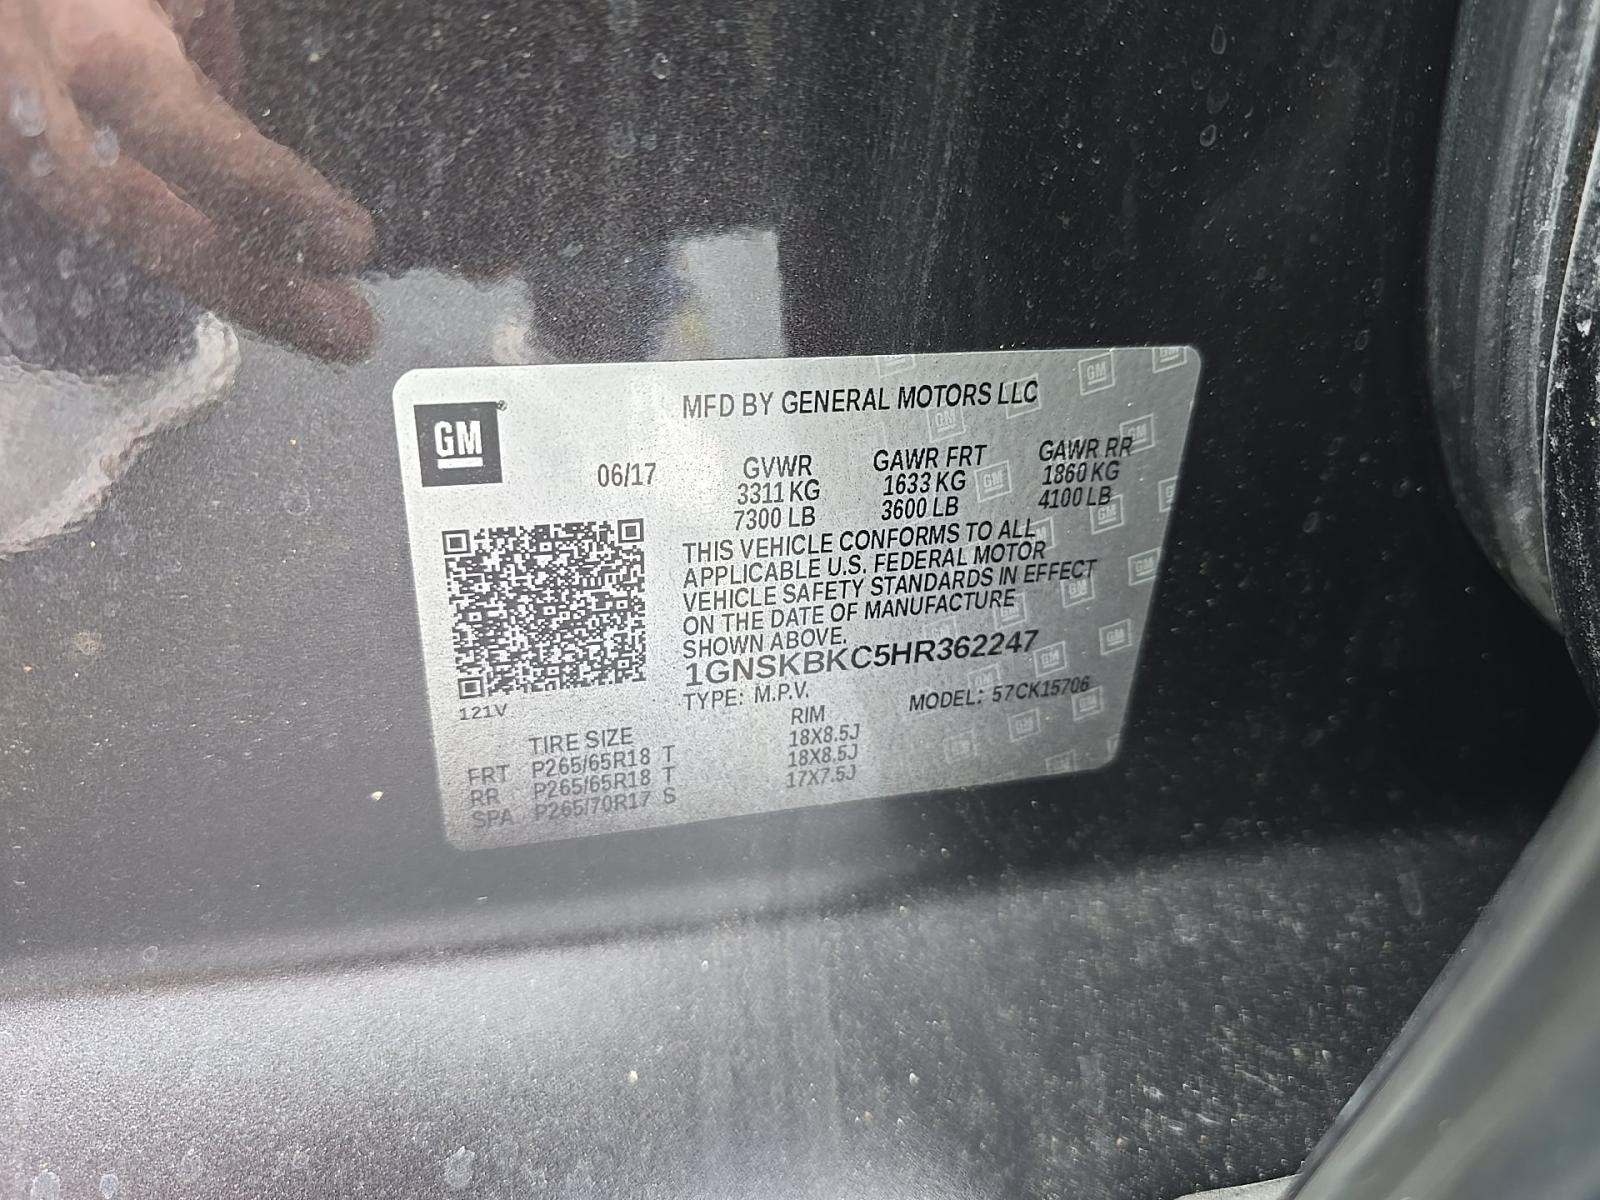 GM
MFD BY GENERAL MOTORS LLC
06/17
GVWR GAWR FRT GAWR RR
3311 KG 1633 KG 1860 KG
7300 LB 3600 LB 4100 LB
THIS VEHICLE CONFORMS TO ALL
APPLICABLE U.S. FEDERAL MOTOR
VEHICLE SAFETY STANDARDS IN EFFECT
ON THE DATE OF MANUFACTURE
SHOWN ABOVE.
1GNSKBKC5HR362247
TYPE: M.P.V. MODEL: 57CK15706
121V
TIRE SIZE RIM
FRT P265/65R18 T 18X8.5J
RR P265/65R18 T 18X8.5J
SPA P265/70R17 S 17X7.5J